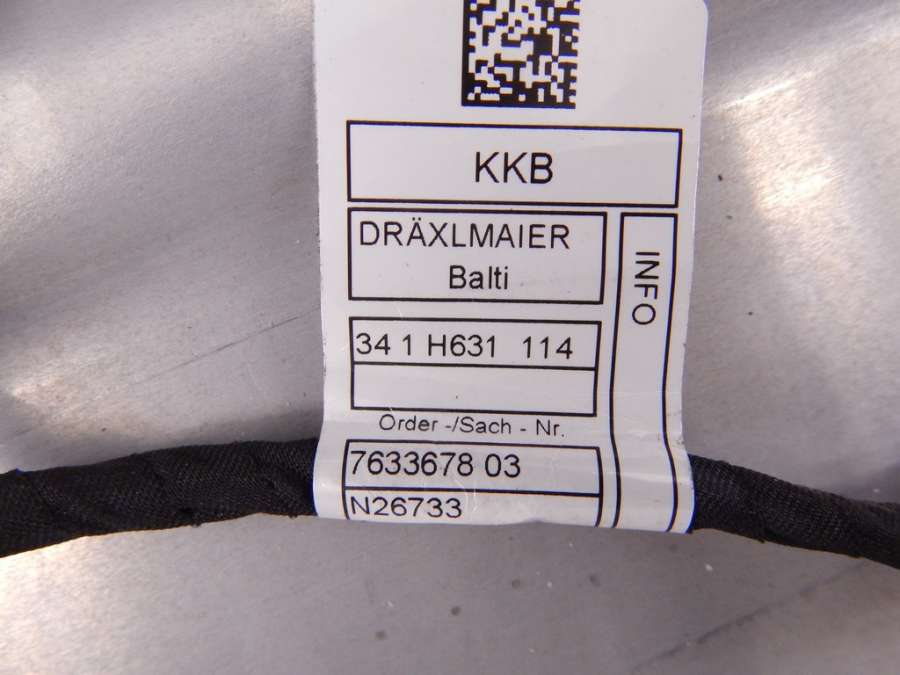 KKB
DRÄXLMAIER
Balti
INFO
34 1 H631 114
Order -/Sach - Nr.
7633678 03
N26733